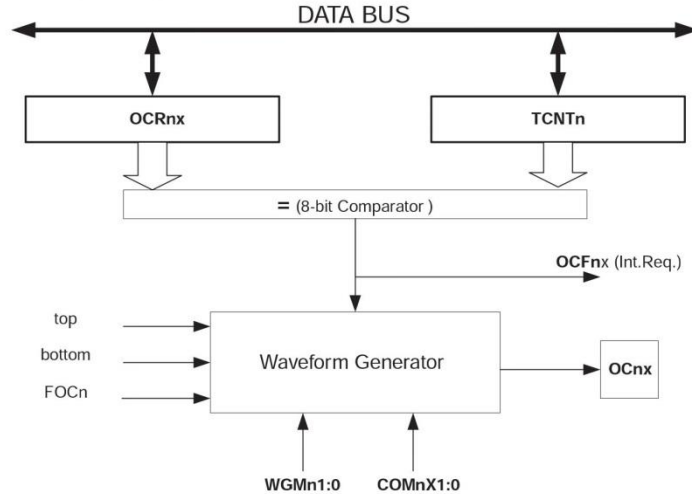 DATA BUS
OCRnx
TCNTn
= (8-bit Comparator )
OCFnx (Int.Req.)
top
bottom
FOCn
Waveform Generator
OCnx
WGMn1:0
COMnX1:0